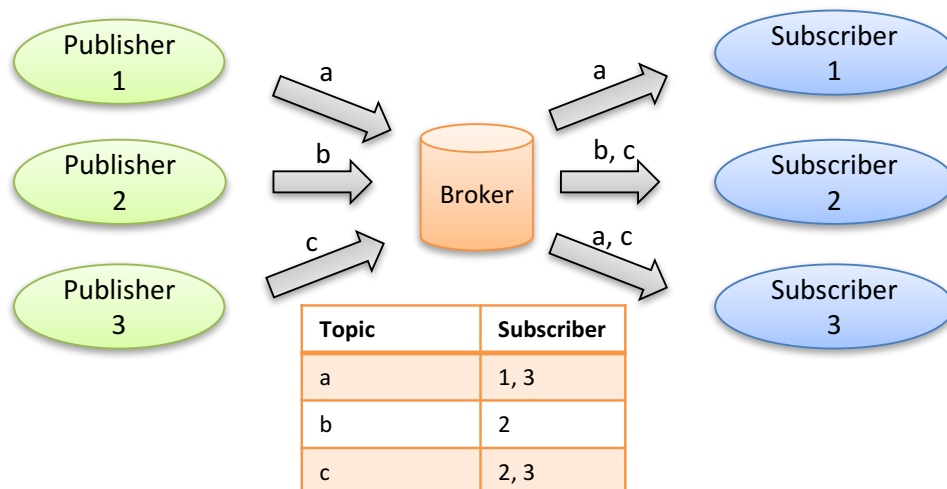 Publisher
1
a
a
Subscriber
1
Publisher
2
b
Broker
b, c
Subscriber
2
Publisher
3
c
a, c
Subscriber
3
Topic Subscriber
a 1, 3
b 2
c 2, 3